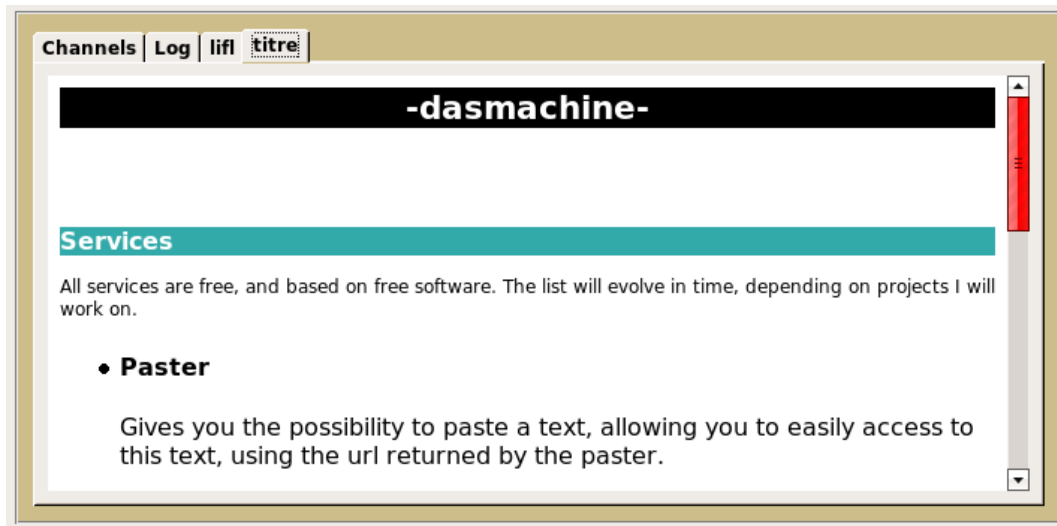 Channels Log lifl titre
-dasmachine-
Services
All services are free, and based on free software. The list will evolve in time, depending on projects I will
work on.
Paster
Gives you the possibility to paste a text, allowing you to easily access to
this text, using the url returned by the paster.